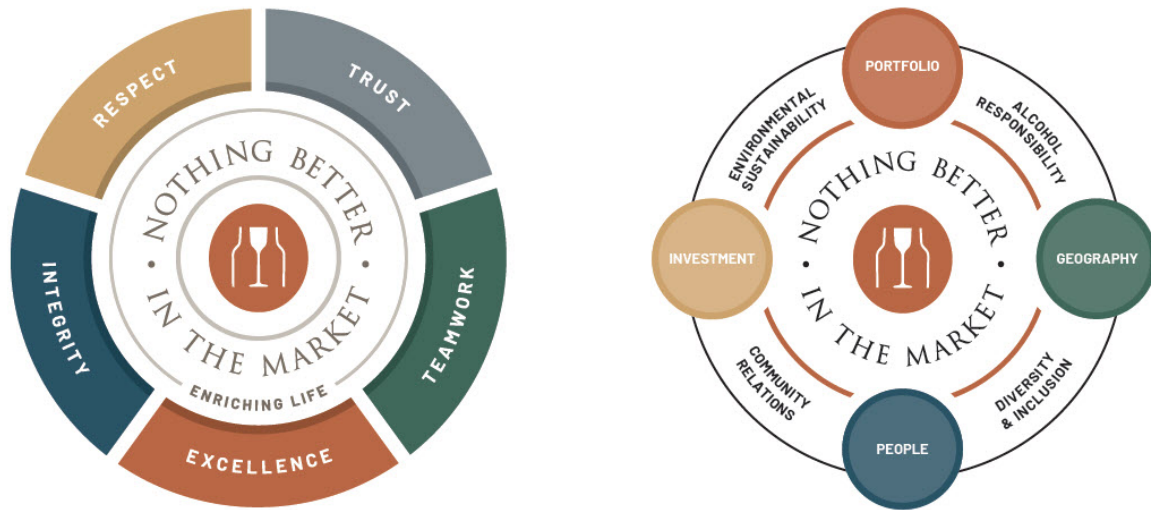 RESPECT
TRUST
INTEGRITY
TEAMWORK
EXCELLENCE
· NOTHING BETTER ·
IN THE MARKET
ENRICHING LIFE
PORTFOLIO
ENVIRONMENTAL
SUSTAINABILITY
ALCOHOL
RESPONSIBILITY
INVESTMENT
GEOGRAPHY
· NOTHING BETTER ·
IN THE MARKET
COMMUNITY
RELATIONS
DIVERSITY
& INCLUSION
PEOPLE